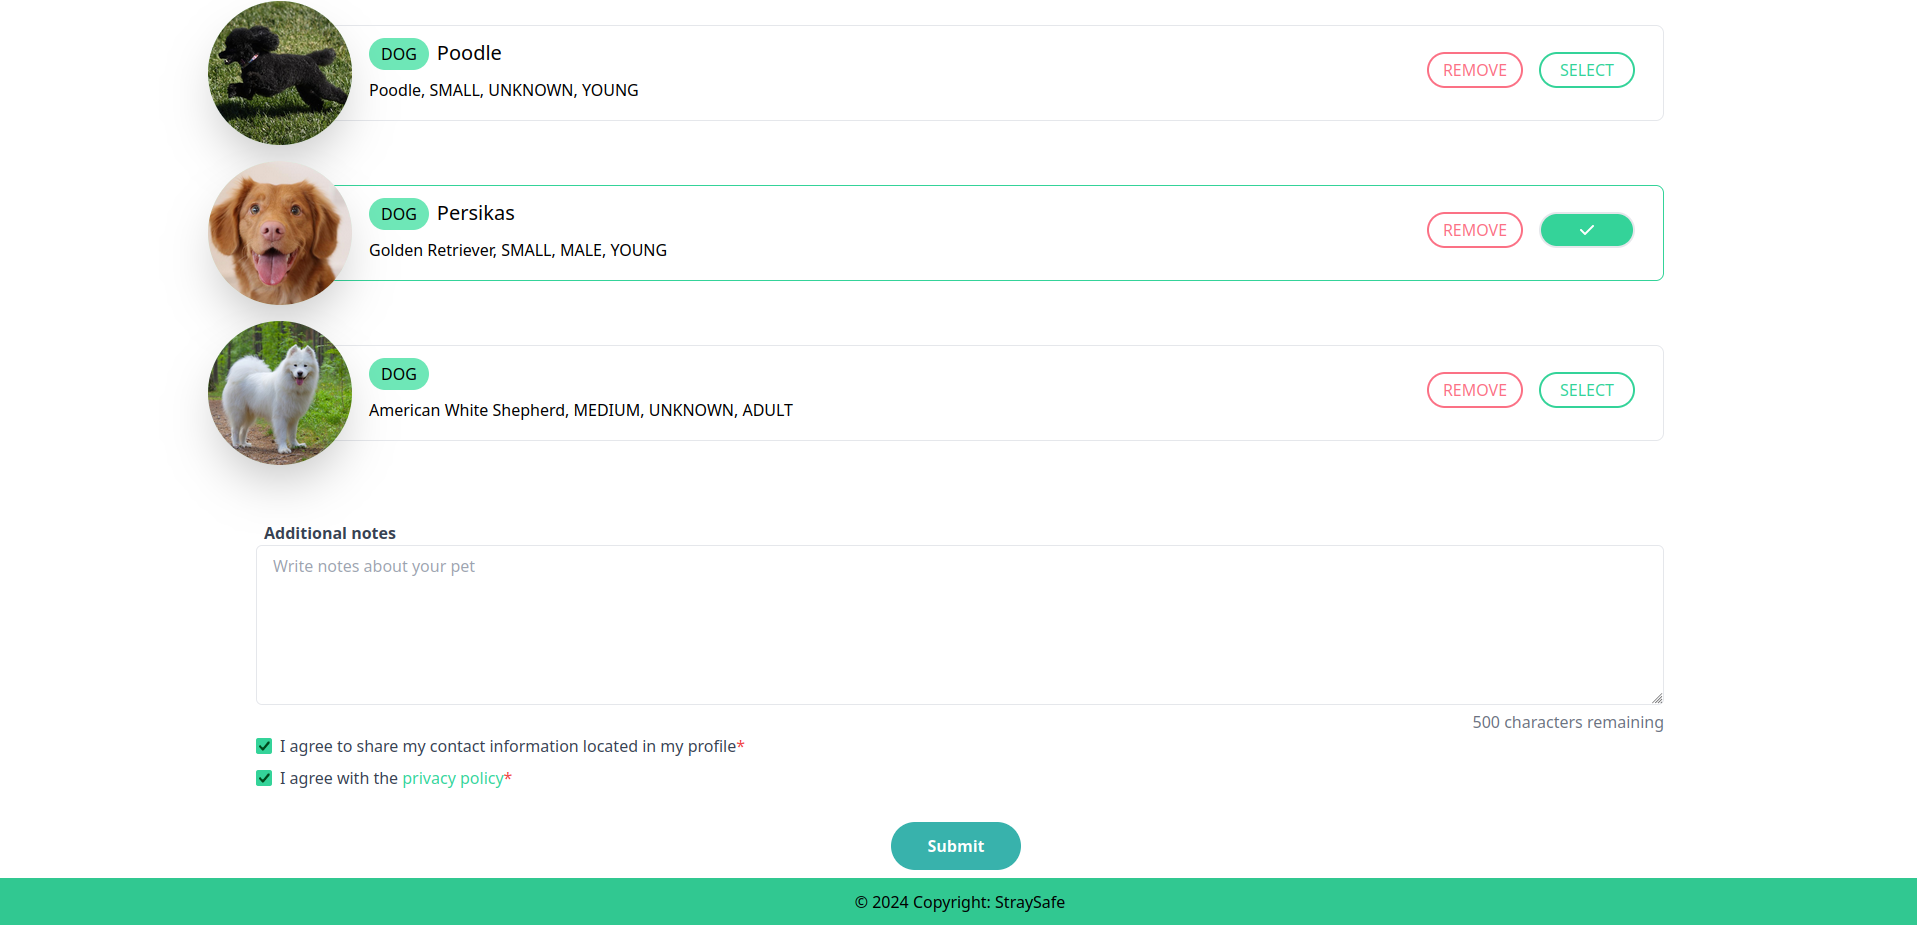 DOG Poodle
Poodle, SMALL, UNKNOWN, YOUNG
REMOVE SELECT
DOG Persikas
Golden Retriever, SMALL, MALE, YOUNG
REMOVE
DOG
American White Shepherd, MEDIUM, UNKNOWN, ADULT
REMOVE SELECT
Additional notes
Write notes about your pet
500 characters remaining
I agree to share my contact information located in my profile*
I agree with the privacy policy*
Submit
© 2024 Copyright: StraySafe